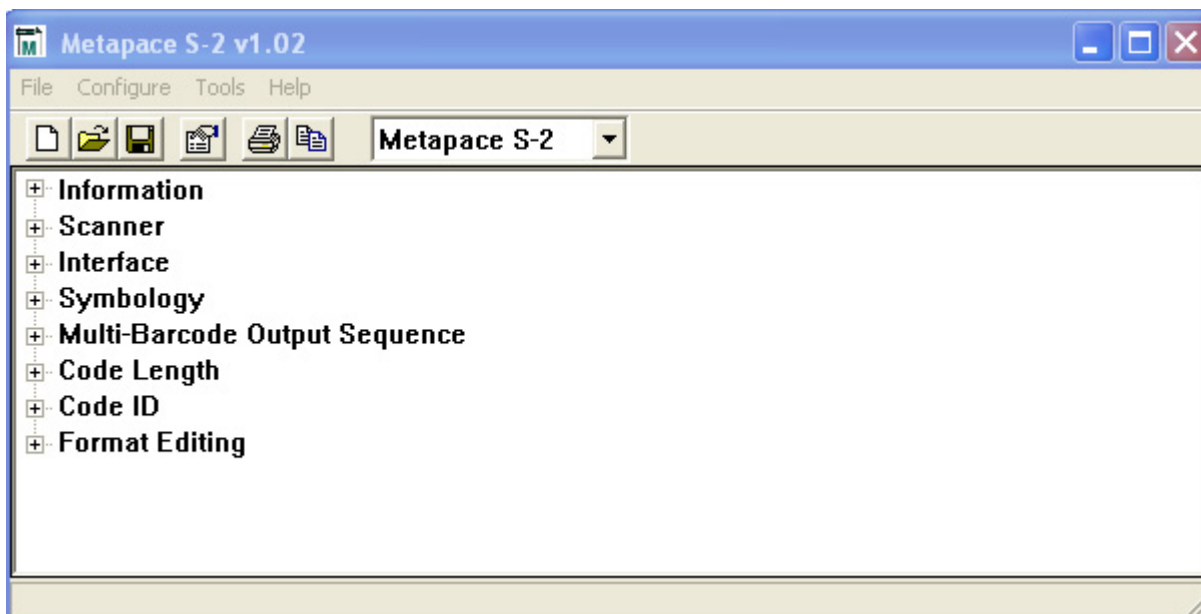 Metapace S-2 v1.02
File Configure Tools Help
Metapace S-2
Information
Scanner
Interface
Symbology
Multi-Barcode Output Sequence
Code Length
Code ID
Format Editing